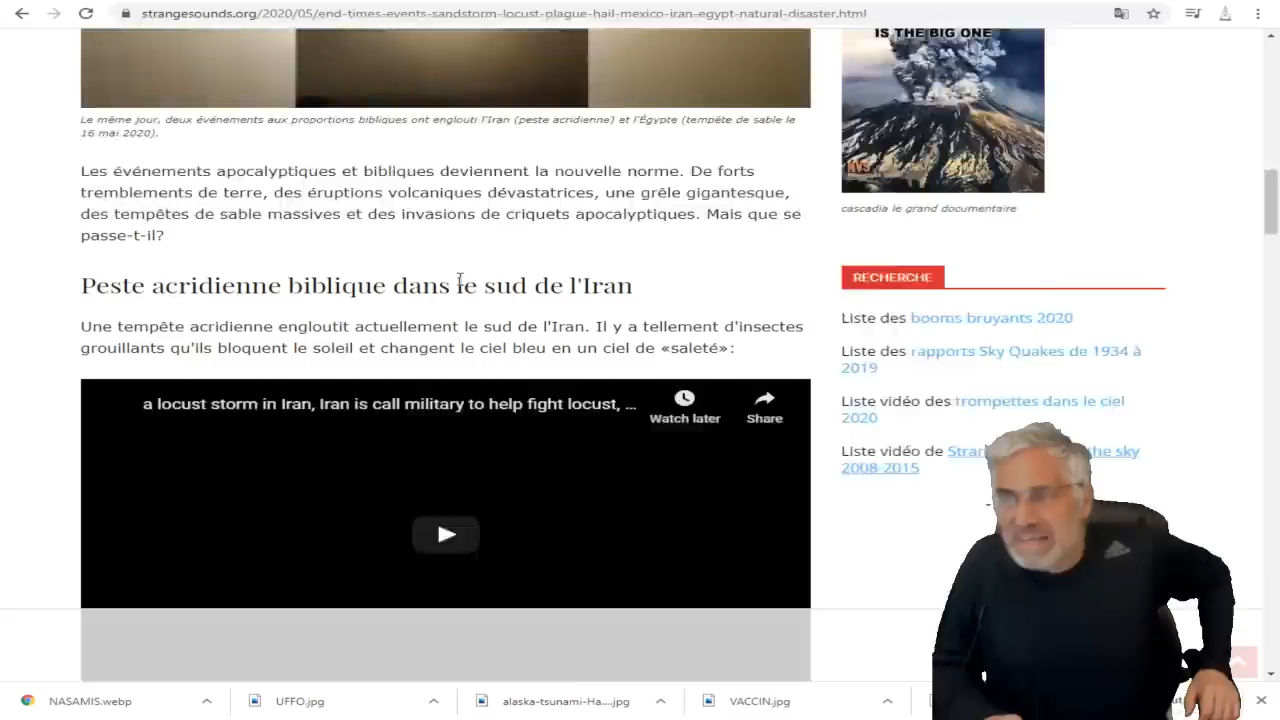 strangesounds.org/2020/05/end-times-events-sandstorm-locust-plague-hail-mexico-iran-egypt-natural-disaster.html
IS THE BIG ONE
Le même jour, deux événements aux proportions bibliques ont englouti l'Iran (peste acridienne) et l'Égypte (tempête de sable le
16 mai 2020).
Les événements apocalyptiques et bibliques deviennent la nouvelle norme. De forts
tremblements de terre, des éruptions volcaniques dévastatrices, une grêle gigantesque,
des tempêtes de sable massives et des invasions de criquets apocalyptiques. Mais que se
passe-t-il?
cascadia le grand documentaire
Peste acridienne biblique dans le sud de l'Iran
Une tempête acridienne engloutit actuellement le sud de l'Iran. Il y a tellement d'insectes
grouillants qu'ils bloquent le soleil et changent le ciel bleu en un ciel de «saleté»:
a locust storm in Iran, Iran is call military to help fight locust, ...
Watch later
Share
RECHERCHE
Liste des booms bruyants 2020
Liste des rapports Sky Quakes de 1934 à
2019
Liste vidéo des trompettes dans le ciel
2020
Liste vidéo de the sky
2008-2015
NASAMIS.webp
UFFO.jpg
alaska-tsunami-Ha....jpg
VACCIN.jpg